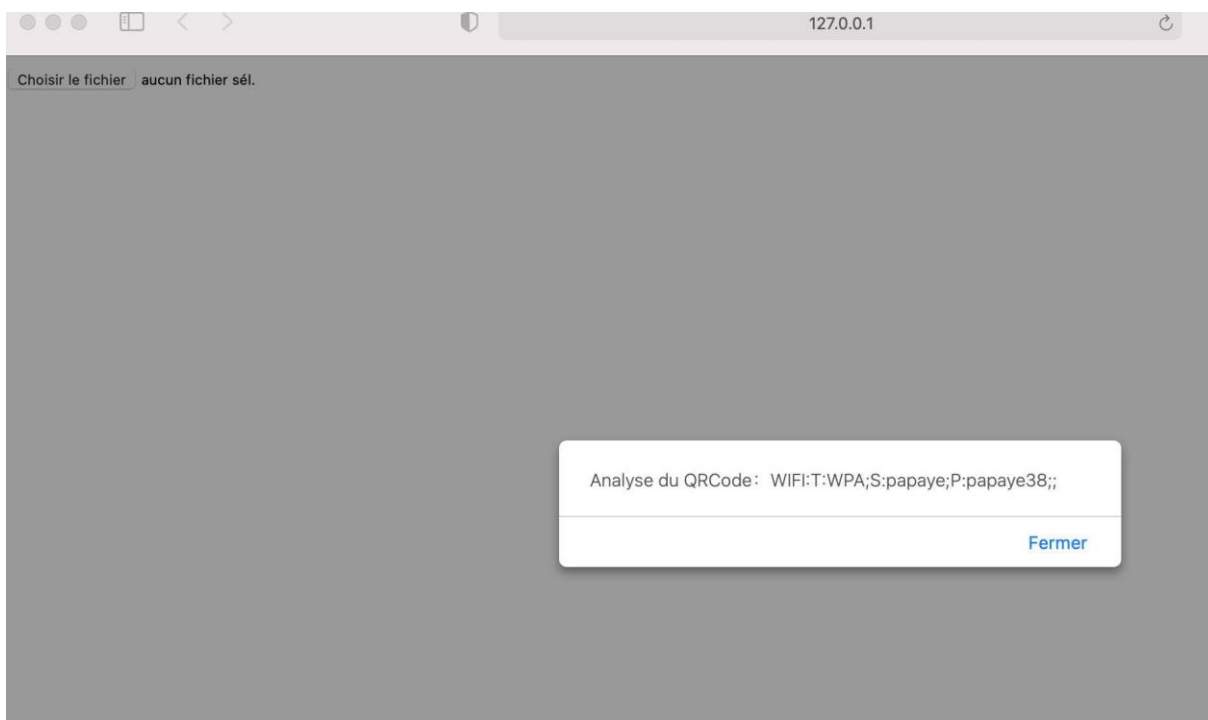 127.0.0.1
Choisir le fichier aucun fichier sél.
Analyse du QRCode： WIFI:T:WPA;S:papaye;P:papaye38;;
Fermer